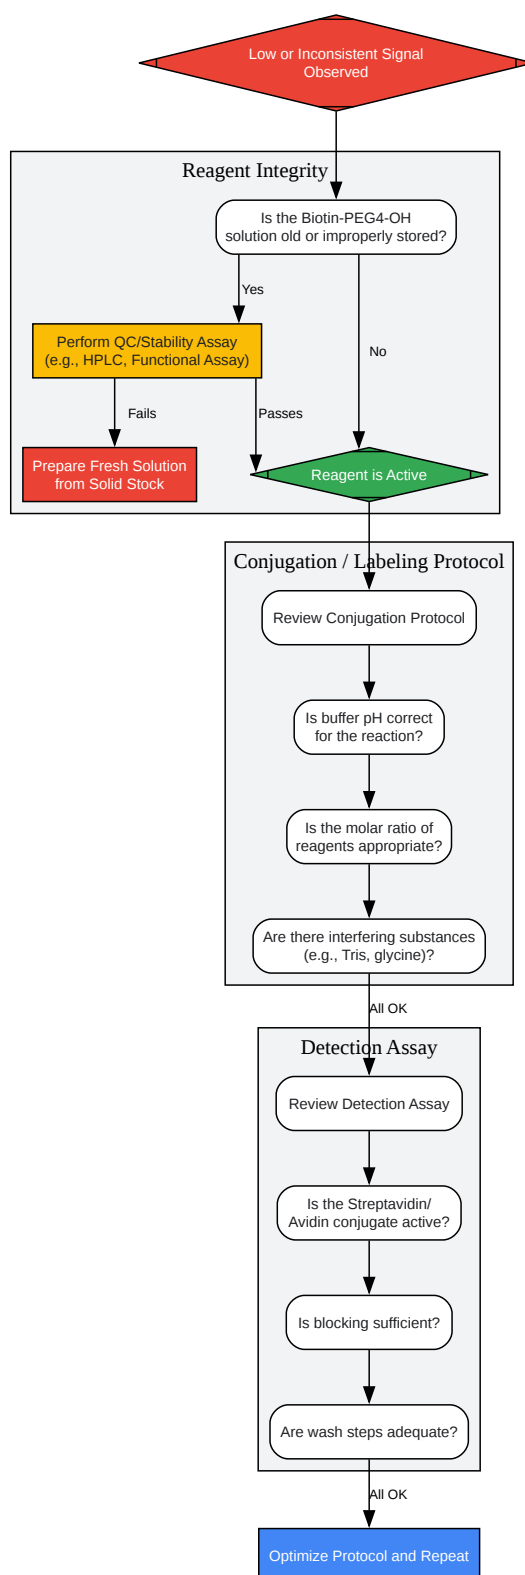 Low or Inconsistent Signal
Observed
Reagent Integrity
Is the Biotin-PEG4-OH
solution old or improperly stored?
Yes
Perform QC/Stability Assay
(e.g., HPLC, Functional Assay)
No
Fails
Passes
Prepare Fresh Solution
from Solid Stock
Reagent is Active
Conjugation / Labeling Protocol
Review Conjugation Protocol
Is buffer pH correct
for the reaction?
Is the molar ratio of
reagents appropriate?
Are there interfering substances
(e.g., Tris, glycine)?
All OK
Detection Assay
Review Detection Assay
Is the Streptavidin/
Avidin conjugate active?
Is blocking sufficient?
Are wash steps adequate?
All OK
Optimize Protocol and Repeat